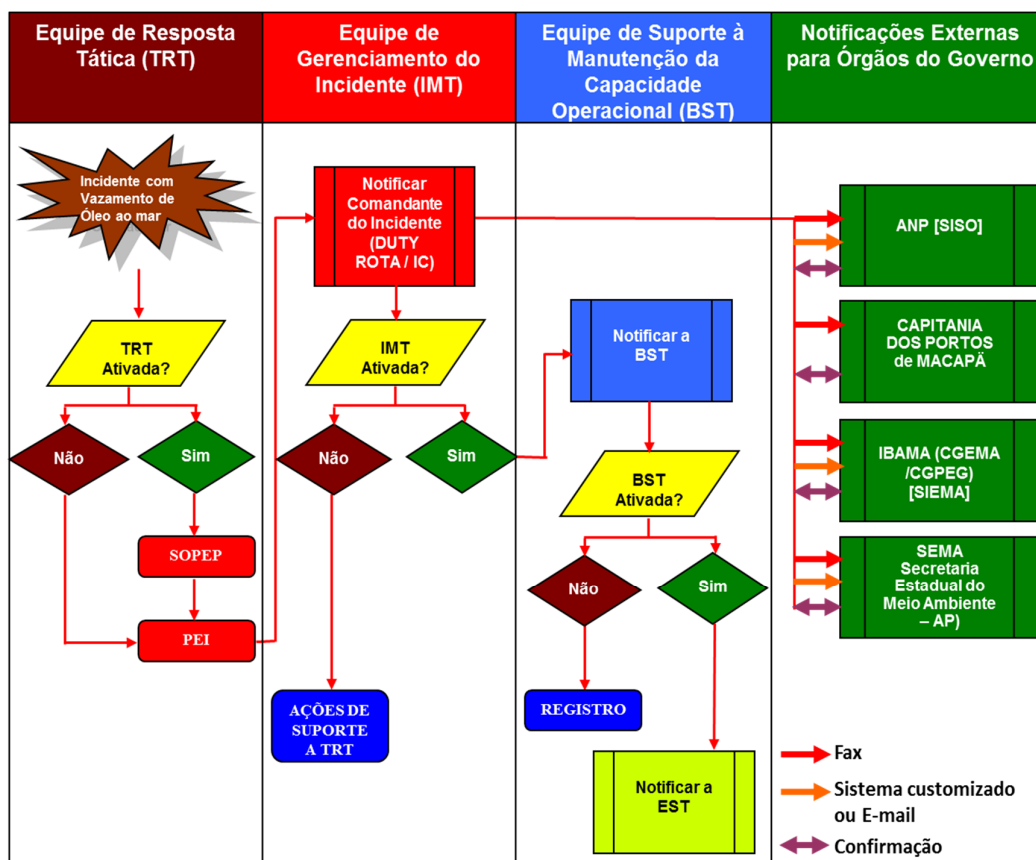 Equipe de Resposta
Tática (TRT)
Equipe de
Gerenciamento do
Incidente (IMT)
Equipe de Suporte à
Manutenção da
Capacidade
Operacional (BST)
Notificações Externas
para Órgãos do Governo
Incidente com
Vazamento de
Óleo ao mar
TRT
Ativada?
Não
Sim
SOPEP
PEI
Notificar
Comandante
do Incidente
(DUTY
ROTA / IC)
IMT
Ativada?
Não
Sim
AÇÕES DE
SUPORTE
A TRT
Notificar a
BST
BST
Ativada?
Não
Sim
REGISTRO
Notificar a
EST
ANP [SISO]
CAPITANIA
DOS PORTOS
de MACAPÄ
IBAMA (CGEMA
/CGPEG)
[SIEMA]
SEMA
Secretaria
Estadual do
Meio Ambiente
– AP)
Fax
Sistema customizado
ou E-mail
Confirmação